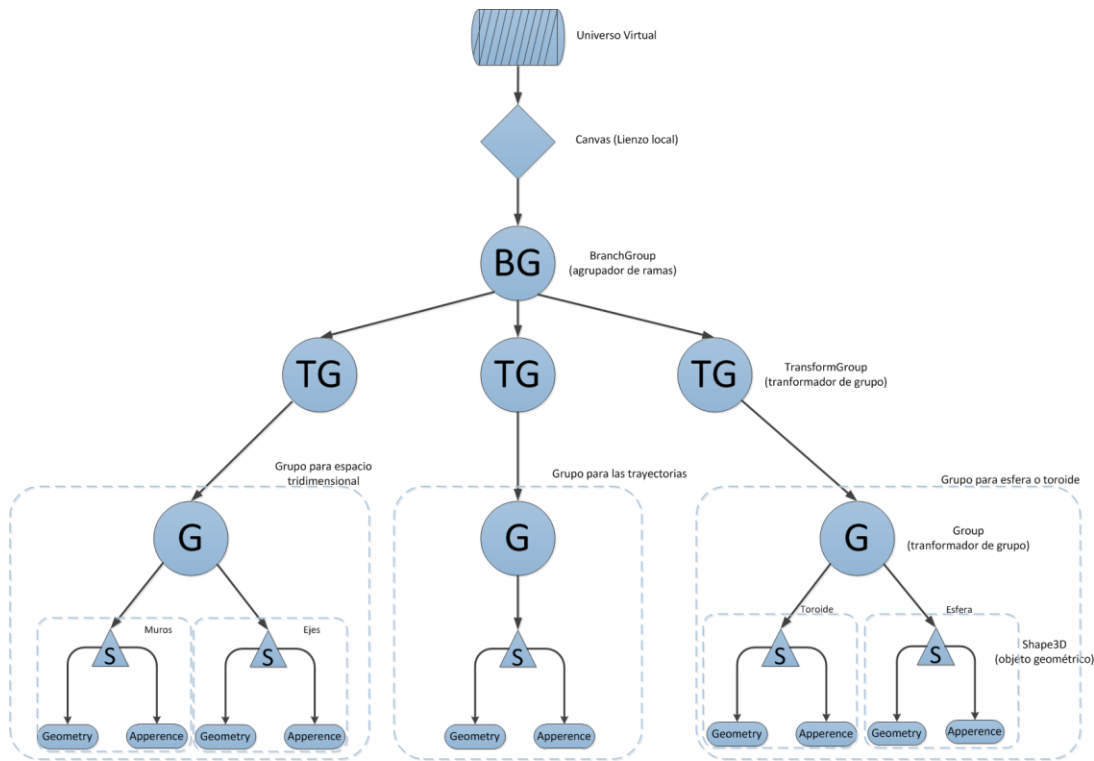 Universo Virtual
Canvas (Lienzo local)
BG
BranchGroup
(agrupador de ramas)
TG
TG
TG
TransformGroup
(tranformador de grupo)
Grupo para espacio
tridimensional
Grupo para las trayectorias
Grupo para esfera o toroide
G
G
G
Group
(tranformador de grupo)
Muros
Ejes
Toroide
Esfera
S
S
S
S
S
Shape3D
(objeto geométrico)
Geometry
Apperence
Geometry
Apperence
Geometry
Apperence
Geometry
Apperence
Geometry
Apperence